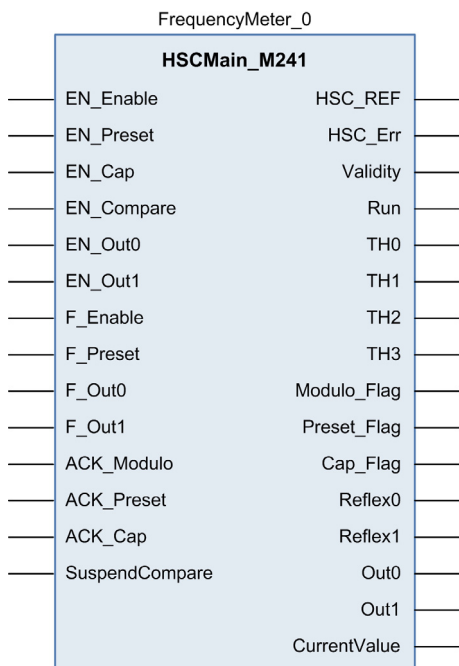 FrequencyMeter_0
HSCMain_M241
EN_Enable HSC_REF
EN_Preset HSC_Err
EN_Cap Validity
EN_Compare Run
EN_Out0 TH0
EN_Out1 TH1
F_Enable TH2
F_Preset TH3
F_Out0 Modulo_Flag
F_Out1 Preset_Flag
ACK_Modulo Cap_Flag
ACK_Preset Reflex0
ACK_Cap Reflex1
SuspendCompare Out0
Out1
CurrentValue